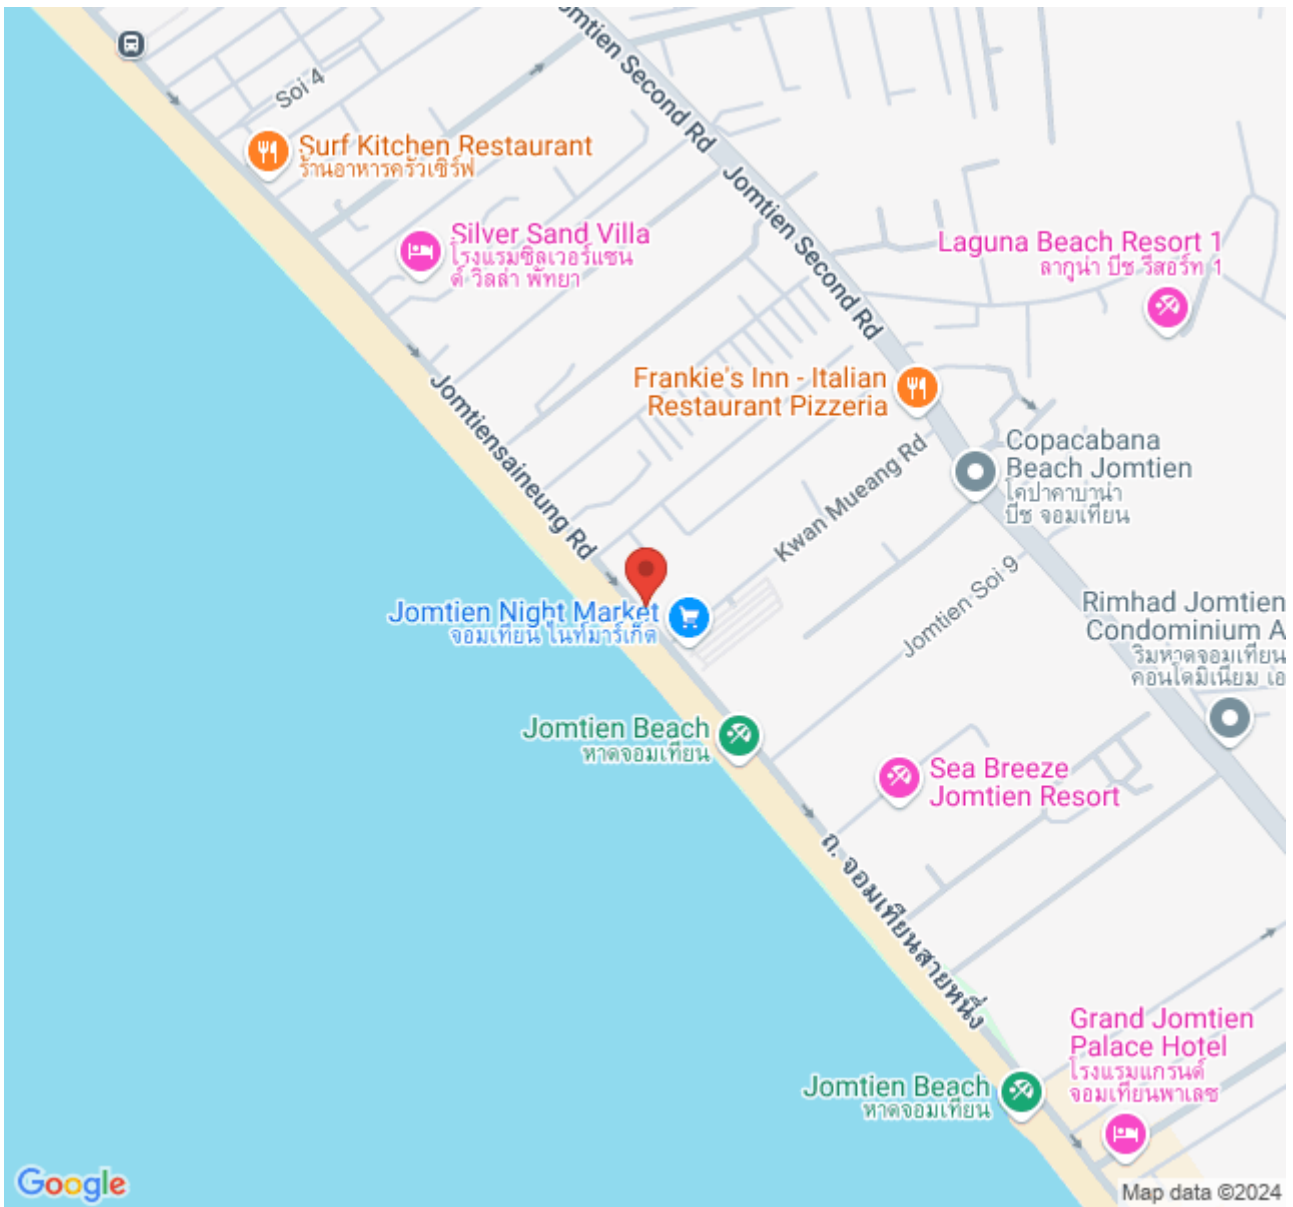 Jomtien Second Rd
Soi 4
Surf Kitchen Restaurant
ร้านอาหารครัวเซิร์ฟ
Jomtien Second Rd
Silver Sand Villa
โรงแรมซิลเวอร์แซน
ด์ วิลล่า พัทยา
Laguna Beach Resort 1
ลากูน่า บีช รีสอร์ท 1
Frankie's Inn - Italian
Restaurant Pizzeria
Jomtiensaineung Rd
Copacabana
Beach Jomtien
โคปาคาบาน่า
บีช จอมเทียน
Kwan Mueang Rd
Jomtien Soi 9
Jomtien Night Market
จอมเทียน ไนท์มาร์เก็ต
Rimhad Jomtien
Condominium A
ริมหาดจอมเทียน
คอนโดมิเนียม เอ
Jomtien Beach
หาดจอมเทียน
Sea Breeze
Jomtien Resort
ถ. จอมเทียนสายหนึ่ง
Grand Jomtien
Palace Hotel
โรงแรมแกรนด์
จอมเทียนพาเลซ
Jomtien Beach
หาดจอมเทียน
Google
Map data ©2024